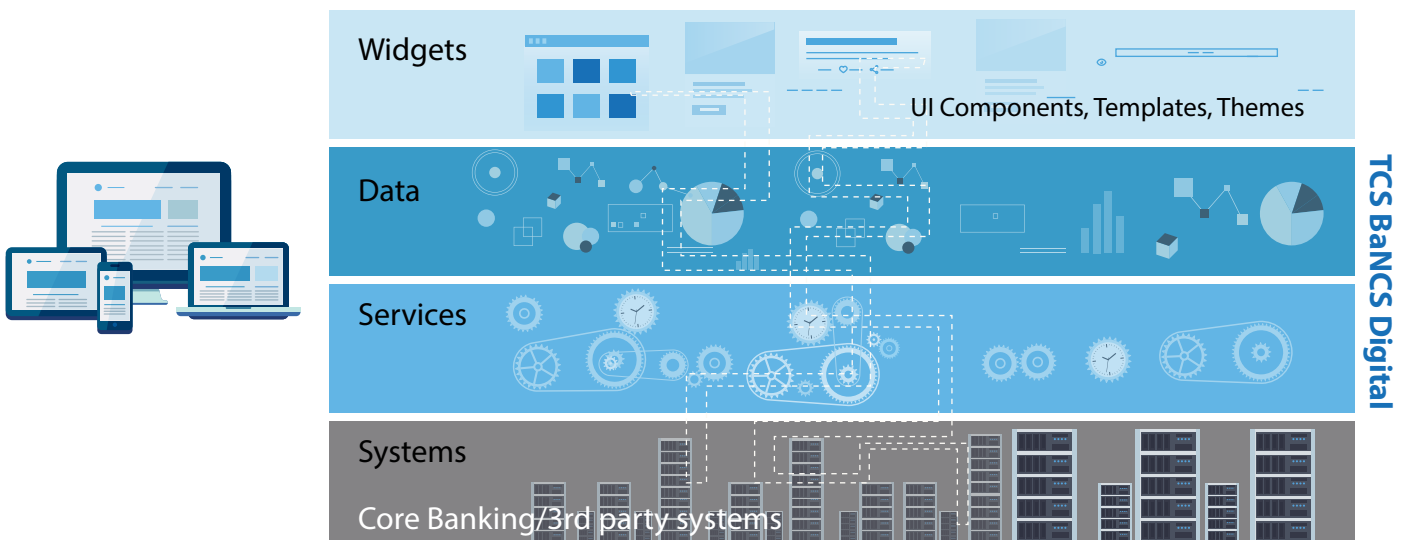 Widgets
UI Components, Templates, Themes
Data
Services
Systems
Core Banking/3rd party systems
TCS BaNCS Digital